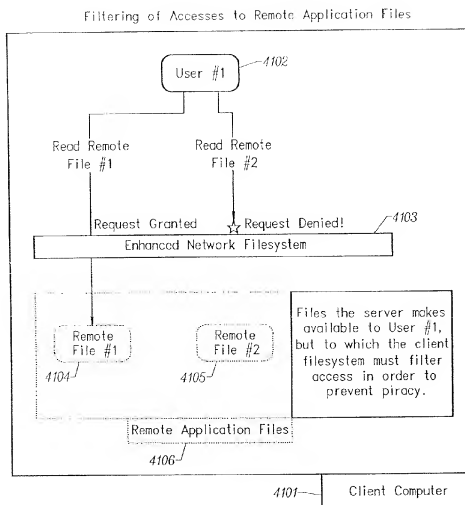 Filtering of Accesses to Remote Application Files
4102
User #1
Read Remote
File #1
Read Remote
File #2
Request Granted
Request Denied!
4103
Enhanced Network Filesystem
Remote
File #1
4104
Remote
File #2
4105
Files the server makes
available to User #1,
but to which the client
filesystem must filter
access in order to
prevent piracy.
Remote Application Files
4106
4101
Client Computer